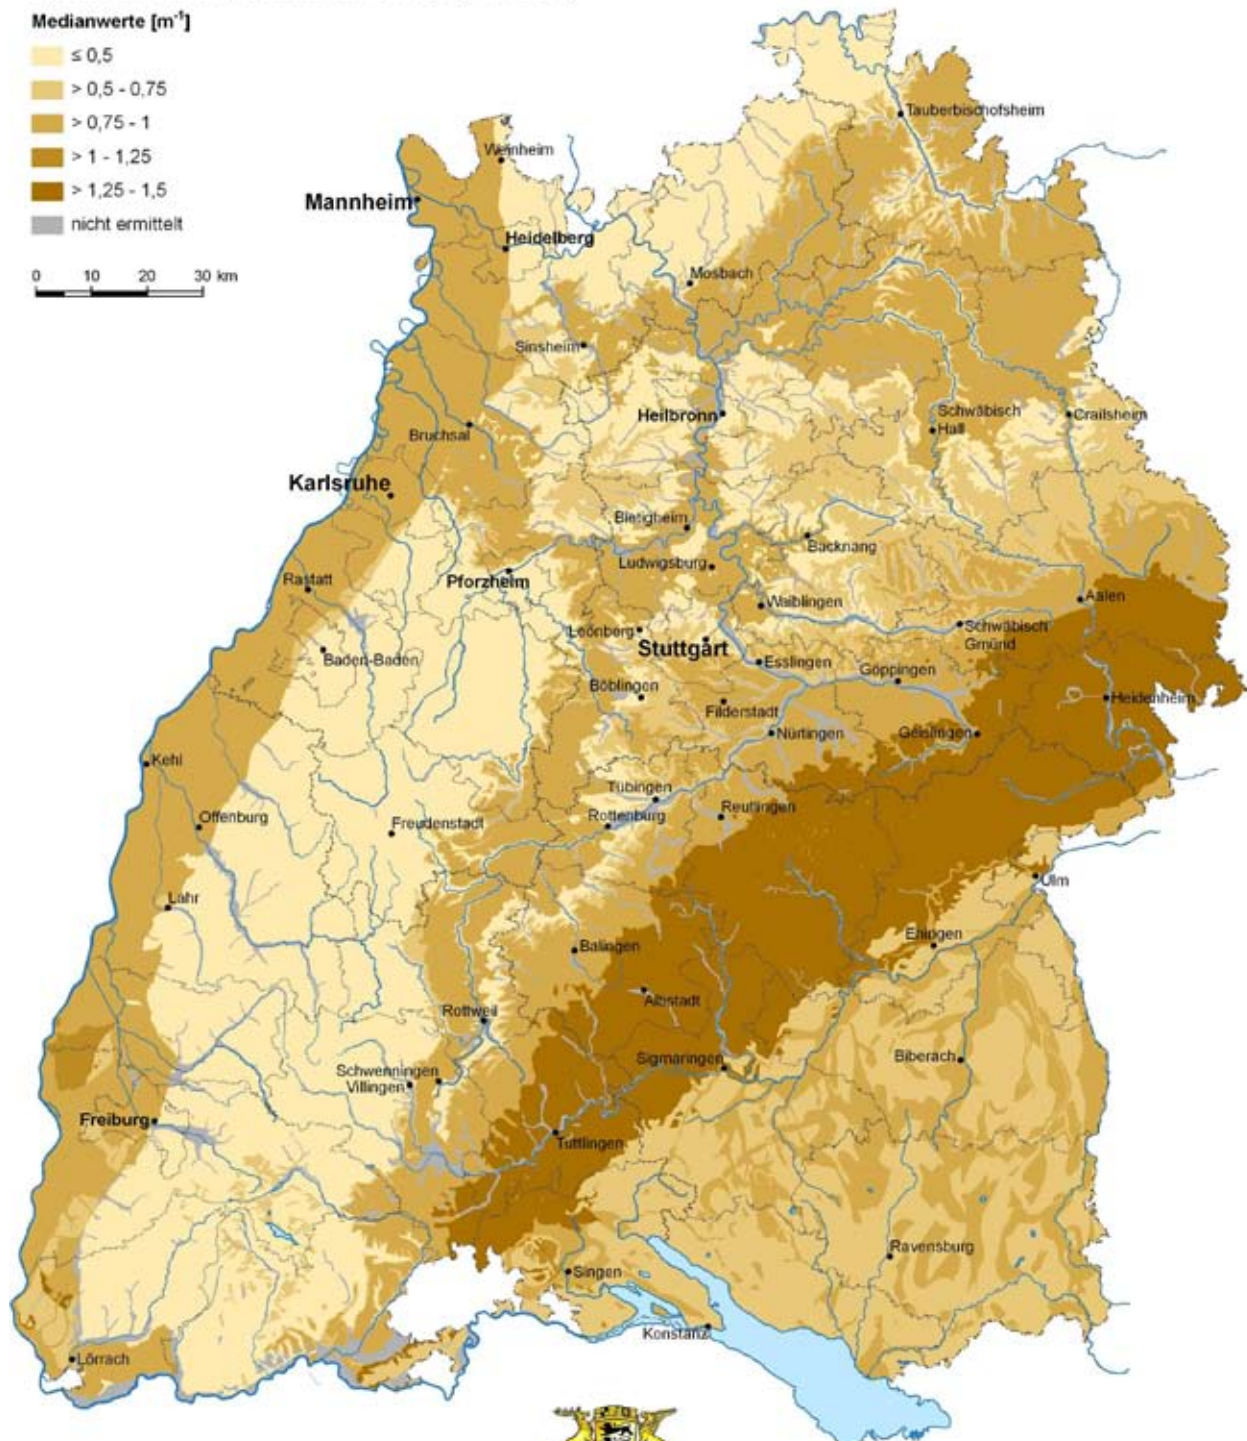 Medianwerte [m⁻¹]
≤ 0,5
> 0,5 - 0,75
> 0,75 - 1
> 1 - 1,25
> 1,25 - 1,5
nicht ermittelt
0 10 20 30 km
Tauberbischofsheim
Weinheim
Mannheim
Heidelberg
Mosbach
Sinsheim
Heilbronn
Schwäbisch
Hall
Crailsheim
Bruchsal
Karlsruhe
Bietigheim
Backnang
Ludwigsburg
Pforzheim
Rastatt
Waiblingen
Aalen
Leonberg
Schwäbisch
Gmünd
Stuttgart
Baden-Baden
Esslingen
Göppingen
Böblingen
Filderstadt
Heidenheim
Nürtingen
Geislingen
Kehl
Tübingen
Reutlingen
Offenburg
Freudenstadt
Rottenburg
Ulm
Lahr
Ehingen
Balingen
Albstadt
Rottweil
Biberach
Sigmaringen
Schwenningen
Villingen
Freiburg
Tuttlingen
Ravensburg
Singen
Konstanz
Lörrach